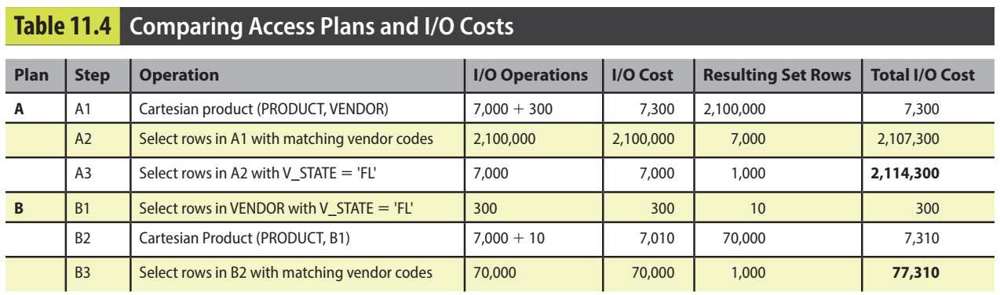 Table 11.4 Comparing Access Plans and I/O Costs
Plan Step Operation I/O Operations I/O Cost Resulting Set Rows Total I/O Cost
A A1 Cartesian product (PRODUCT, VENDOR) 7,000 + 300 7,300 2,100,000 7,300
A2 Select rows in A1 with matching vendor codes 2,100,000 2,100,000 7,000 2,107,300
A3 Select rows in A2 with V_STATE = 'FL' 7,000 7,000 1,000 2,114,300
B B1 Select rows in VENDOR with V_STATE = 'FL' 300 300 10 300
B2 Cartesian Product (PRODUCT, B1) 7,000 + 10 7,010 70,000 7,310
B3 Select rows in B2 with matching vendor codes 70,000 70,000 1,000 77,310